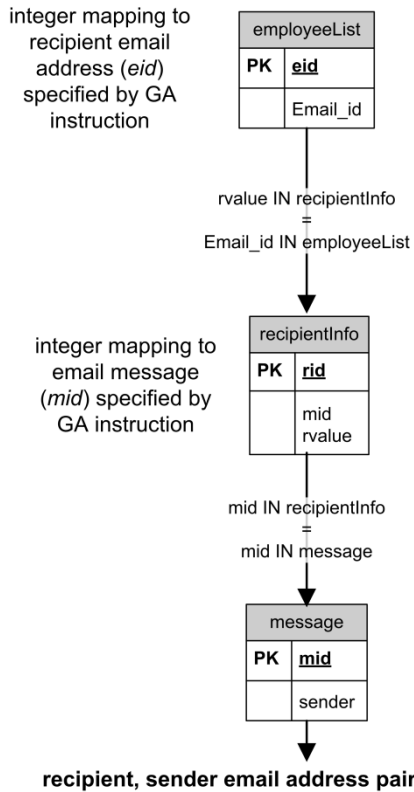 integer mapping to
recipient email
address (eid)
specified by GA
instruction
employeeList
PK eid
Email_id
rvalue IN recipientInfo
=
Email_id IN employeeList
integer mapping to
email message
(mid) specified by
GA instruction
recipientInfo
PK rid
mid
rvalue
mid IN recipientInfo
=
mid IN message
message
PK mid
sender
recipient, sender email address pair